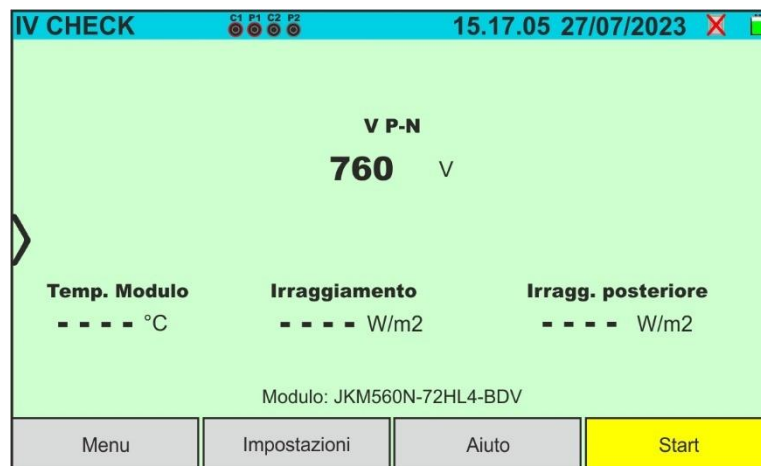 IV CHECK C1 P1 C2 P2 15.17.05 27/07/2023
V P-N
760 V
Temp. Modulo Irraggiamento Irragg. posteriore
- - - - °C - - - - W/m2 - - - - W/m2
Modulo: JKM560N-72HL4-BDV
Menu Impostazioni Aiuto Start